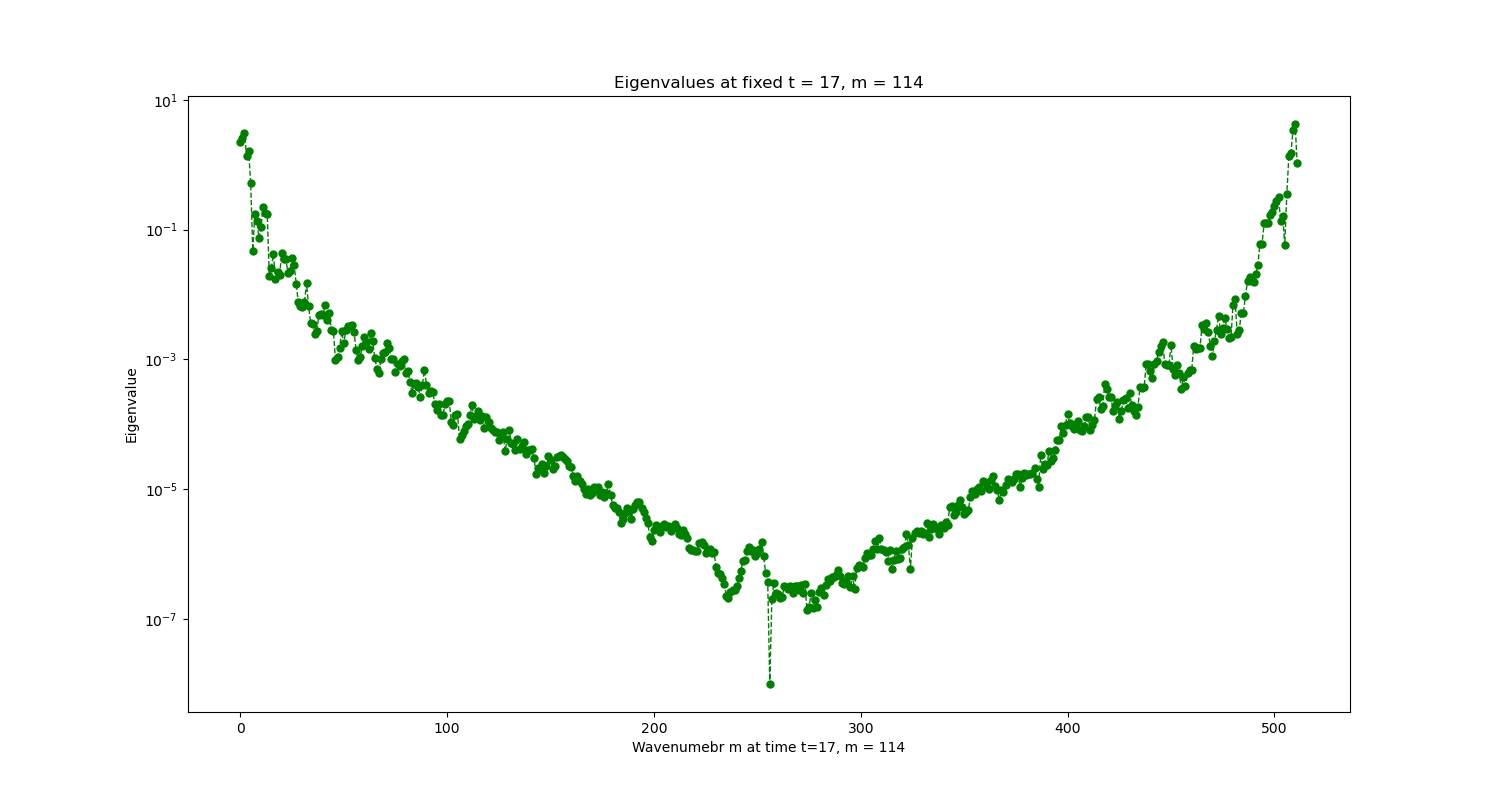 Eigenvalues at fixed t = 17, m = 114
10^1
10^−1
10^−3
10^−5
10^−7
Eigenvalue
0 100 200 300 400 500
Wavenumebr m at time t=17, m = 114